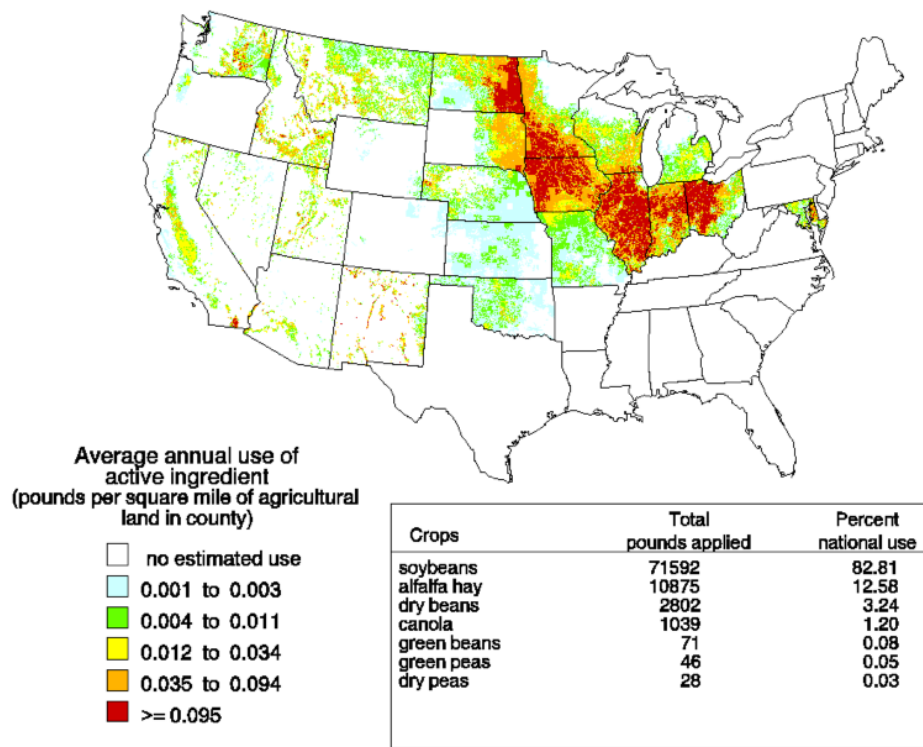 Average annual use of
active ingredient
(pounds per square mile of agricultural
land in county)
no estimated use
0.001 to 0.003
0.004 to 0.011
0.012 to 0.034
0.035 to 0.094
>= 0.095
Crops Total pounds applied Percent national use
soybeans 71592 82.81
alfalfa hay 10875 12.58
dry beans 2802 3.24
canola 1039 1.20
green beans 71 0.08
green peas 46 0.05
dry peas 28 0.03